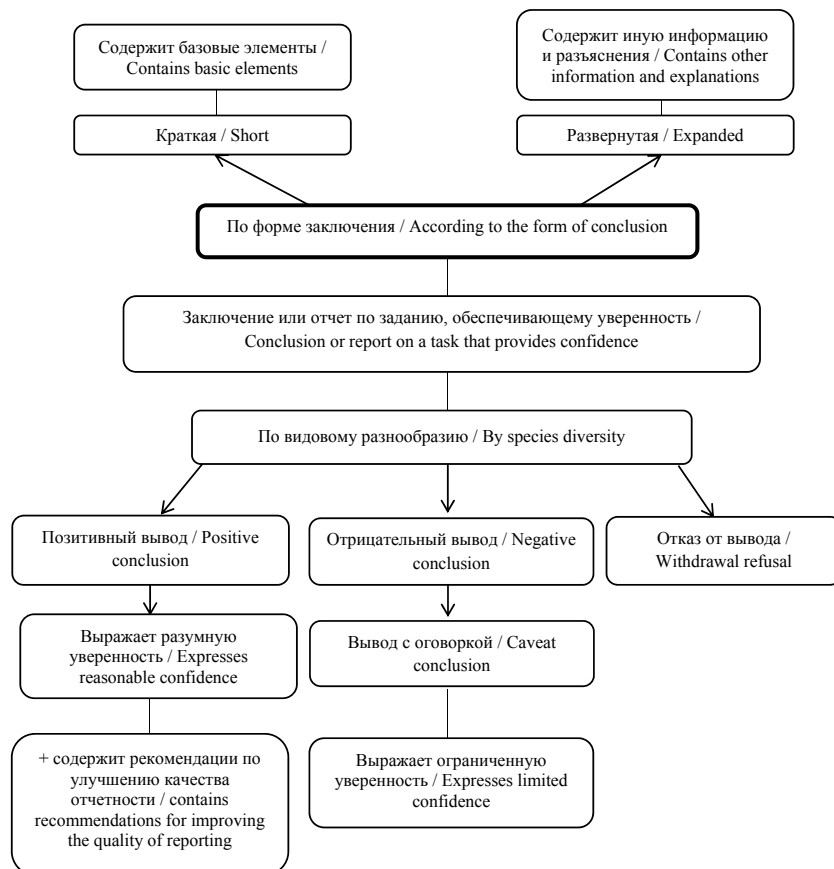 Содержит базовые элементы /
Contains basic elements
Содержит иную информацию
и разъяснения / Contains other
information and explanations
Краткая / Short
Развернутая / Expanded
По форме заключения / According to the form of conclusion
Заключение или отчет по заданию, обеспечивающему уверенность /
Conclusion or report on a task that provides confidence
По видовому разнообразию / By species diversity
Позитивный вывод / Positive
conclusion
Отрицательный вывод / Negative
conclusion
Отказ от вывода /
Withdrawal refusal
Выражает разумную
уверенность / Expresses
reasonable confidence
Вывод с оговоркой / Caveat
conclusion
+ содержит рекомендации по
улучшению качества
отчетности / contains
recommendations for improving
the quality of reporting
Выражает ограниченную
уверенность / Expresses limited
confidence